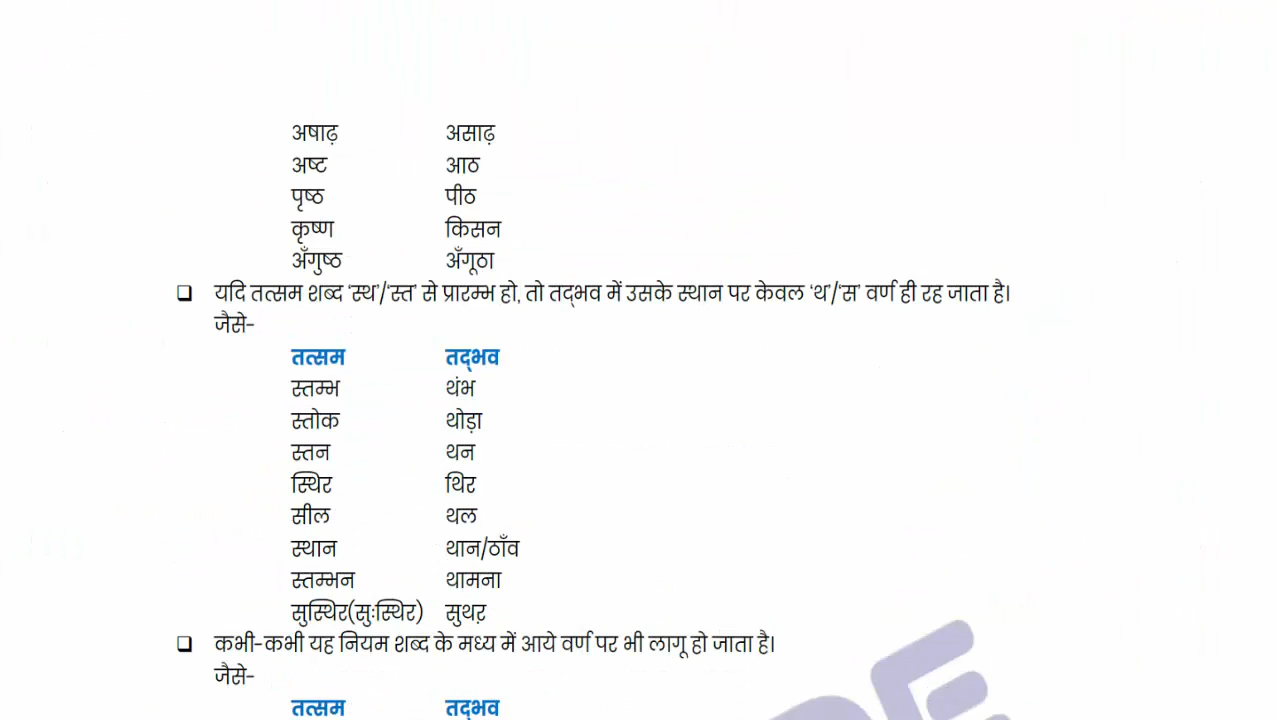 अषाढ़ असाढ़
अष्ट आठ
पृष्ठ पीठ
कृष्ण किसन
अँगुष्ठ अँगूठा
❑ यदि तत्सम शब्द ‘स्थ’/‘स्त’ से प्रारम्भ हो, तो तद्भव में उसके स्थान पर केवल ‘थ’/‘स’ वर्ण ही रह जाता है।
जैसे-
तत्सम तद्भव
स्तम्भ थंभ
स्तोक थोड़ा
स्तन थन
स्थिर थिर
सील थल
स्थान थान/ठाँव
स्तम्भन थामना
सुस्थिर(सुःस्थिर) सुथऱ
❑ कभी-कभी यह नियम शब्द के मध्य में आये वर्ण पर भी लागू हो जाता है।
जैसे-
तत्सम तद्भव